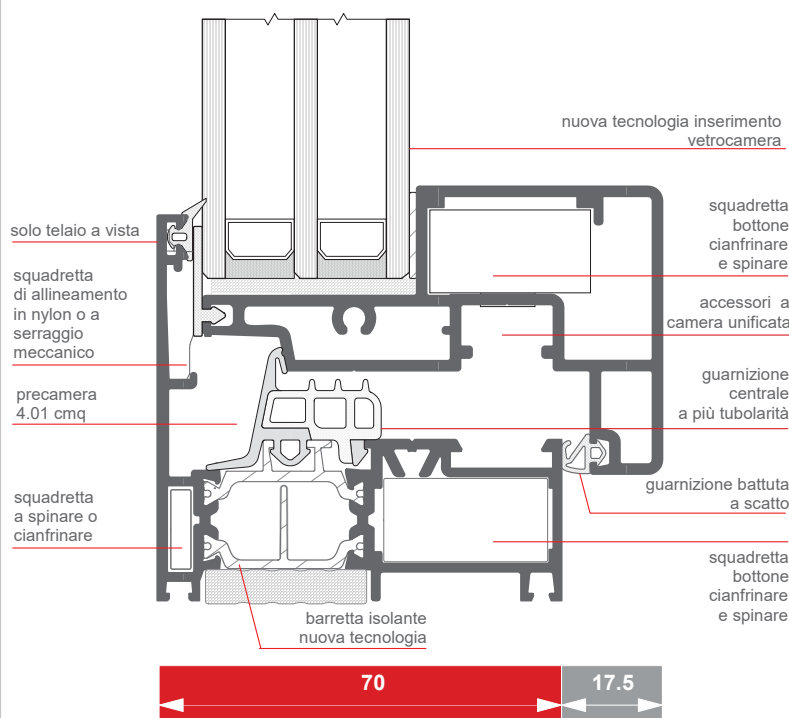 solo telaio a vista
squadretta
di allineamento
in nylon o a
serraggio
meccanico
precamera
4.01 cmq
squadretta
a spinare o
cianfrinare
nuova tecnologia inserimento
vetrocamera
squadretta
bottone
cianfrinare
e spinare
accessori a
camera unificata
guarnizione
centrale
a più tubolarità
guarnizione battuta
a scatto
squadretta
bottone
cianfrinare
e spinare
barretta isolante
nuova tecnologia
70
17.5